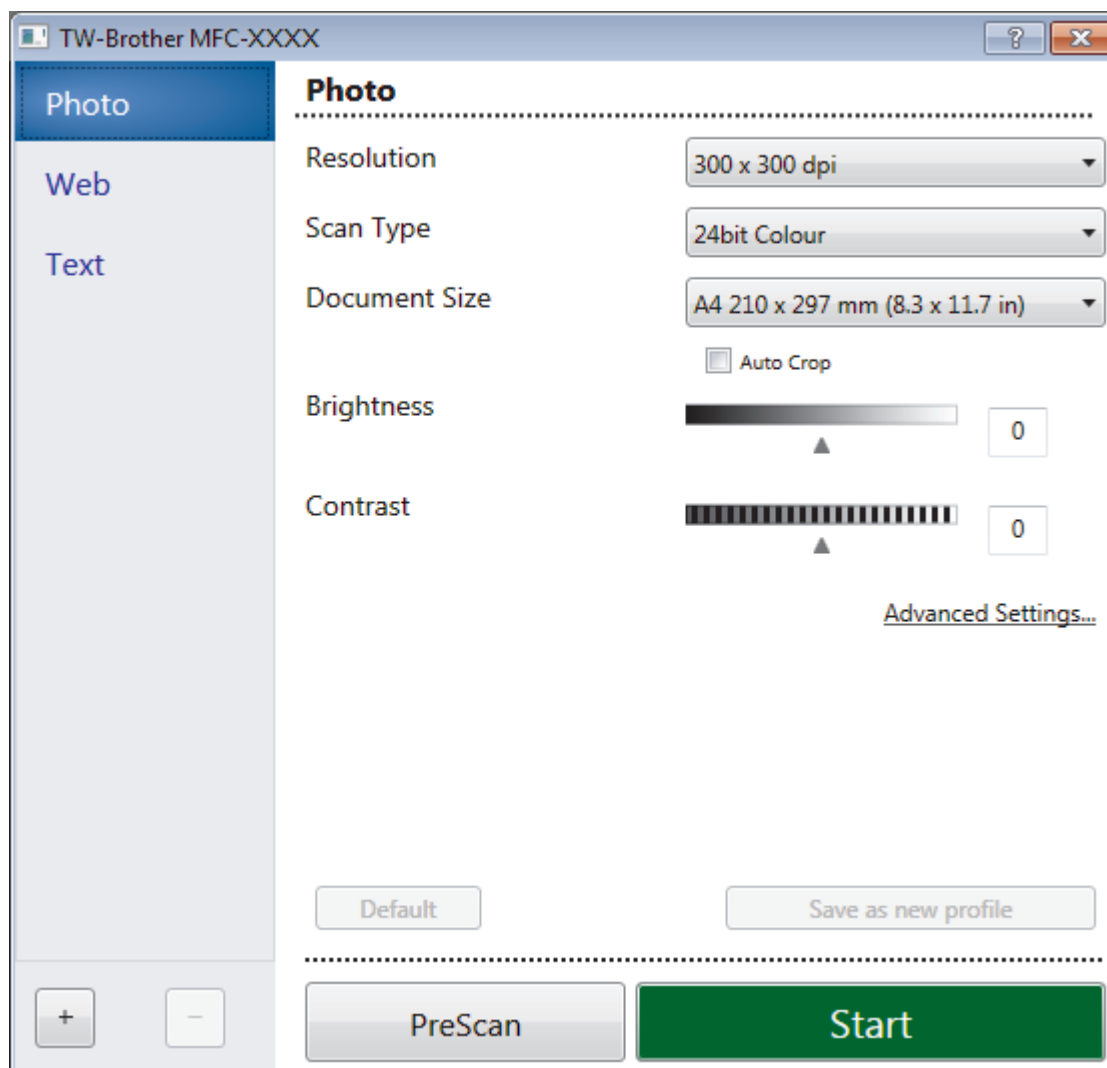 TW-Brother MFC-XXXX
?
Photo
Web
Text
Photo
Resolution
300 x 300 dpi
Scan Type
24bit Colour
Document Size
A4 210 x 297 mm (8.3 x 11.7 in)
Auto Crop
Brightness
0
Contrast
0
Advanced Settings...
Default
Save as new profile
+
−
PreScan
Start